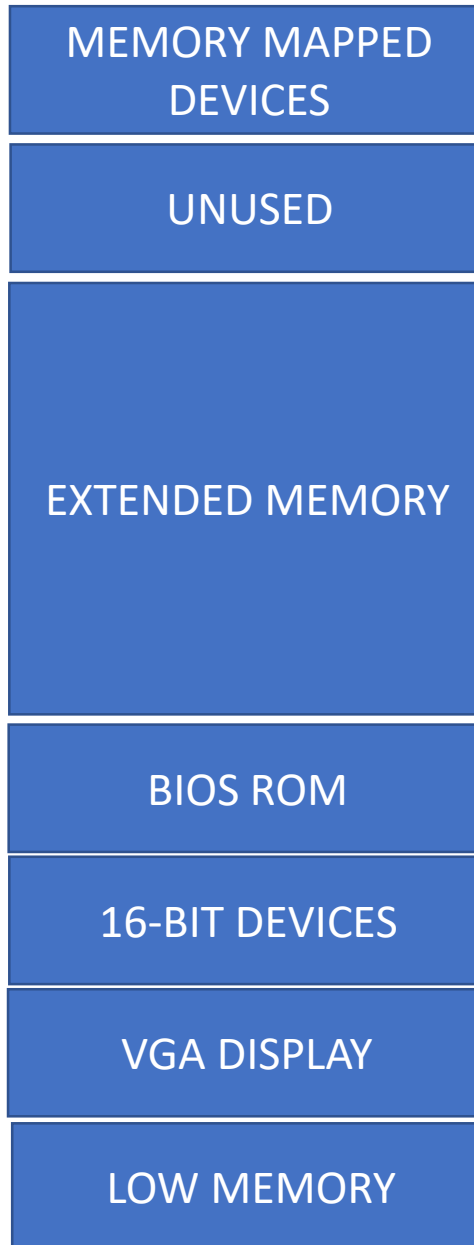 MEMORY MAPPED
DEVICES
UNUSED
EXTENDED MEMORY
BIOS ROM
16-BIT DEVICES
VGA DISPLAY
LOW MEMORY